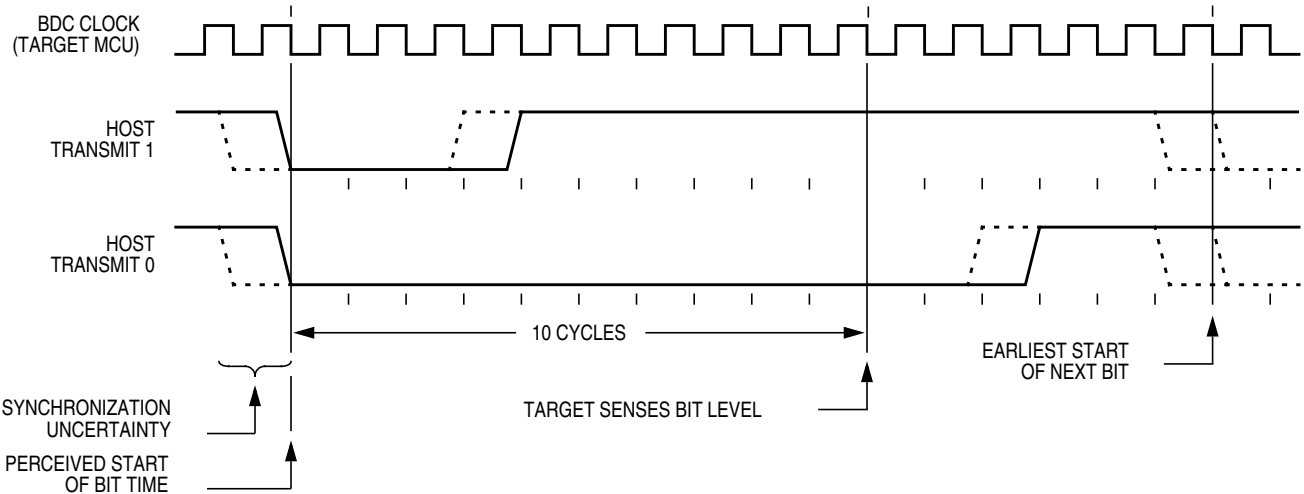 BDC CLOCK
(TARGET MCU)
HOST
TRANSMIT 1
HOST
TRANSMIT 0
10 CYCLES
EARLIEST START
OF NEXT BIT
SYNCHRONIZATION
UNCERTAINTY
TARGET SENSES BIT LEVEL
PERCEIVED START
OF BIT TIME